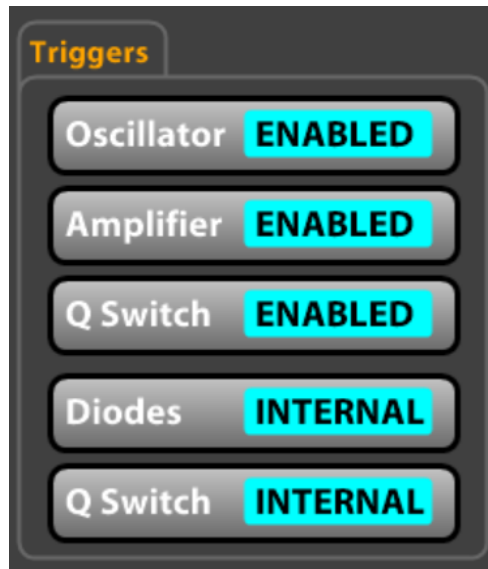 Triggers
Oscillator ENABLED
Amplifier ENABLED
Q Switch ENABLED
Diodes INTERNAL
Q Switch INTERNAL